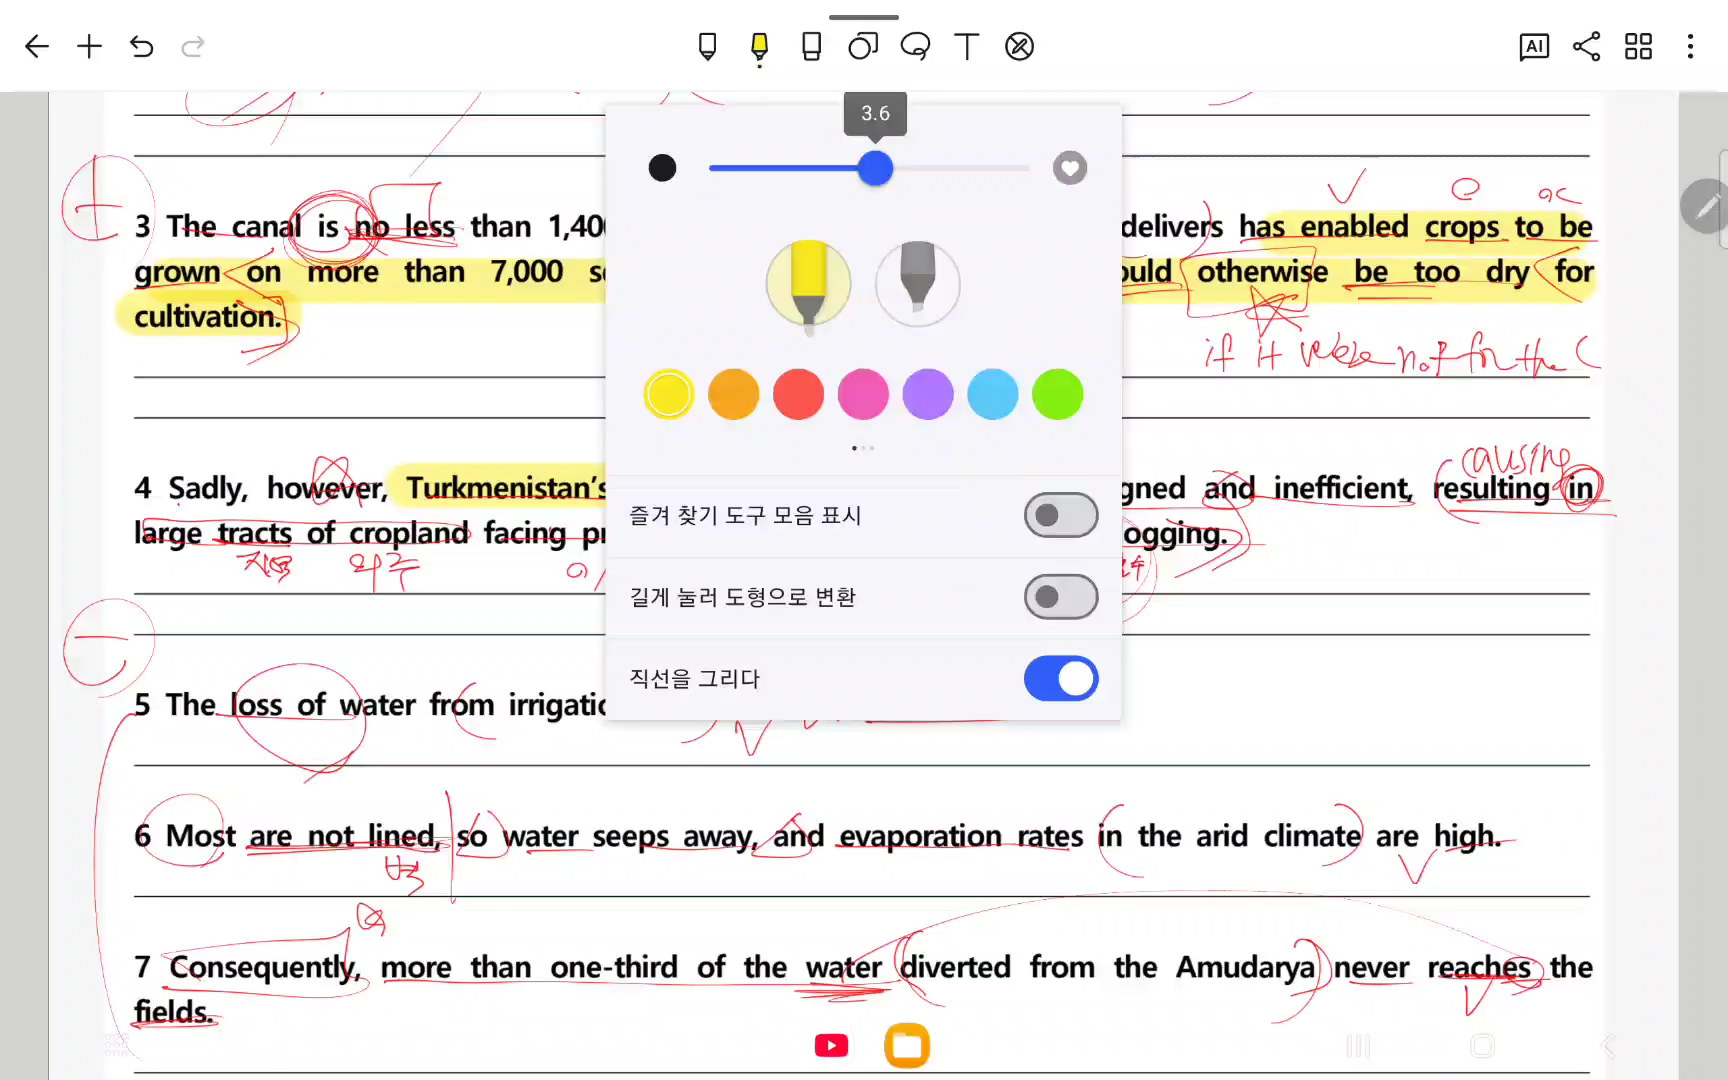 AI
3.6
3 The canal is no less than 1,40
delivers has enabled crops to be
grown on more than 7,000 s
ould otherwise be too dry for
cultivation.
if it were not for the
causing
4 Sadly, however, Turkmenistan's
gned and inefficient, resulting in
large tracts of cropland facing pr
ogging.
지역
즐겨 찾기 도구 모음 표시
길게 눌러 도형으로 변환
직선을 그리다
5 The loss of water from irrigatio
6 Most are not lined, so water seeps away, and evaporation rates in the arid climate are high.
7 Consequently, more than one-third of the water diverted from the Amudarya never reaches the
fields.